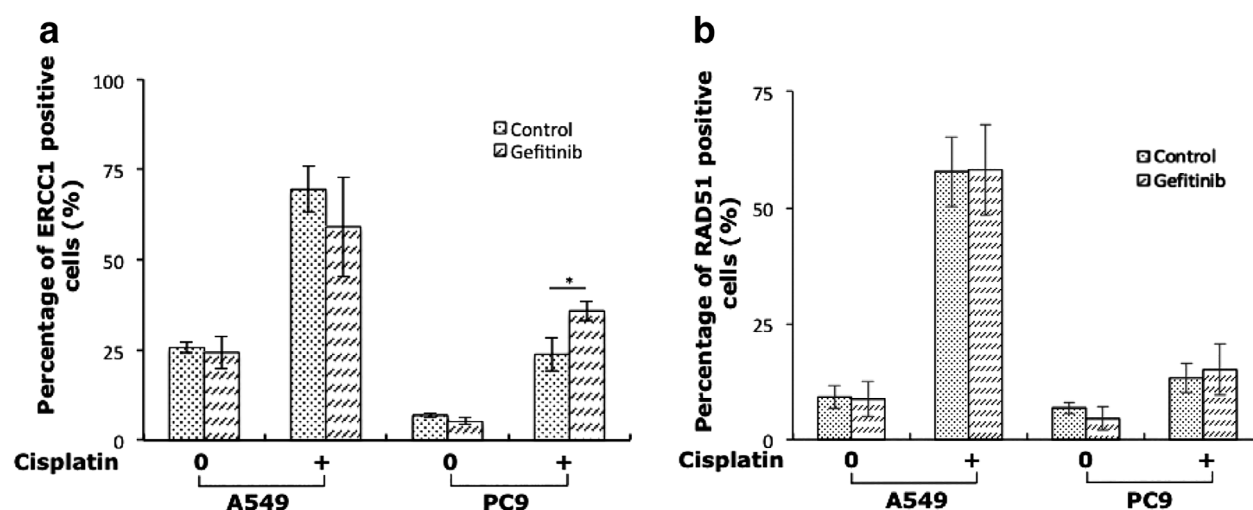 a
Percentage of ERCC1 positive
cells (%)
100
75
50
25
0
Control
Gefitinib
*
Cisplatin 0 + 0 +
A549 PC9
b
Percentage of RAD51 positive
cells (%)
75
50
25
0
Control
Gefitinib
Cisplatin 0 + 0 +
A549 PC9